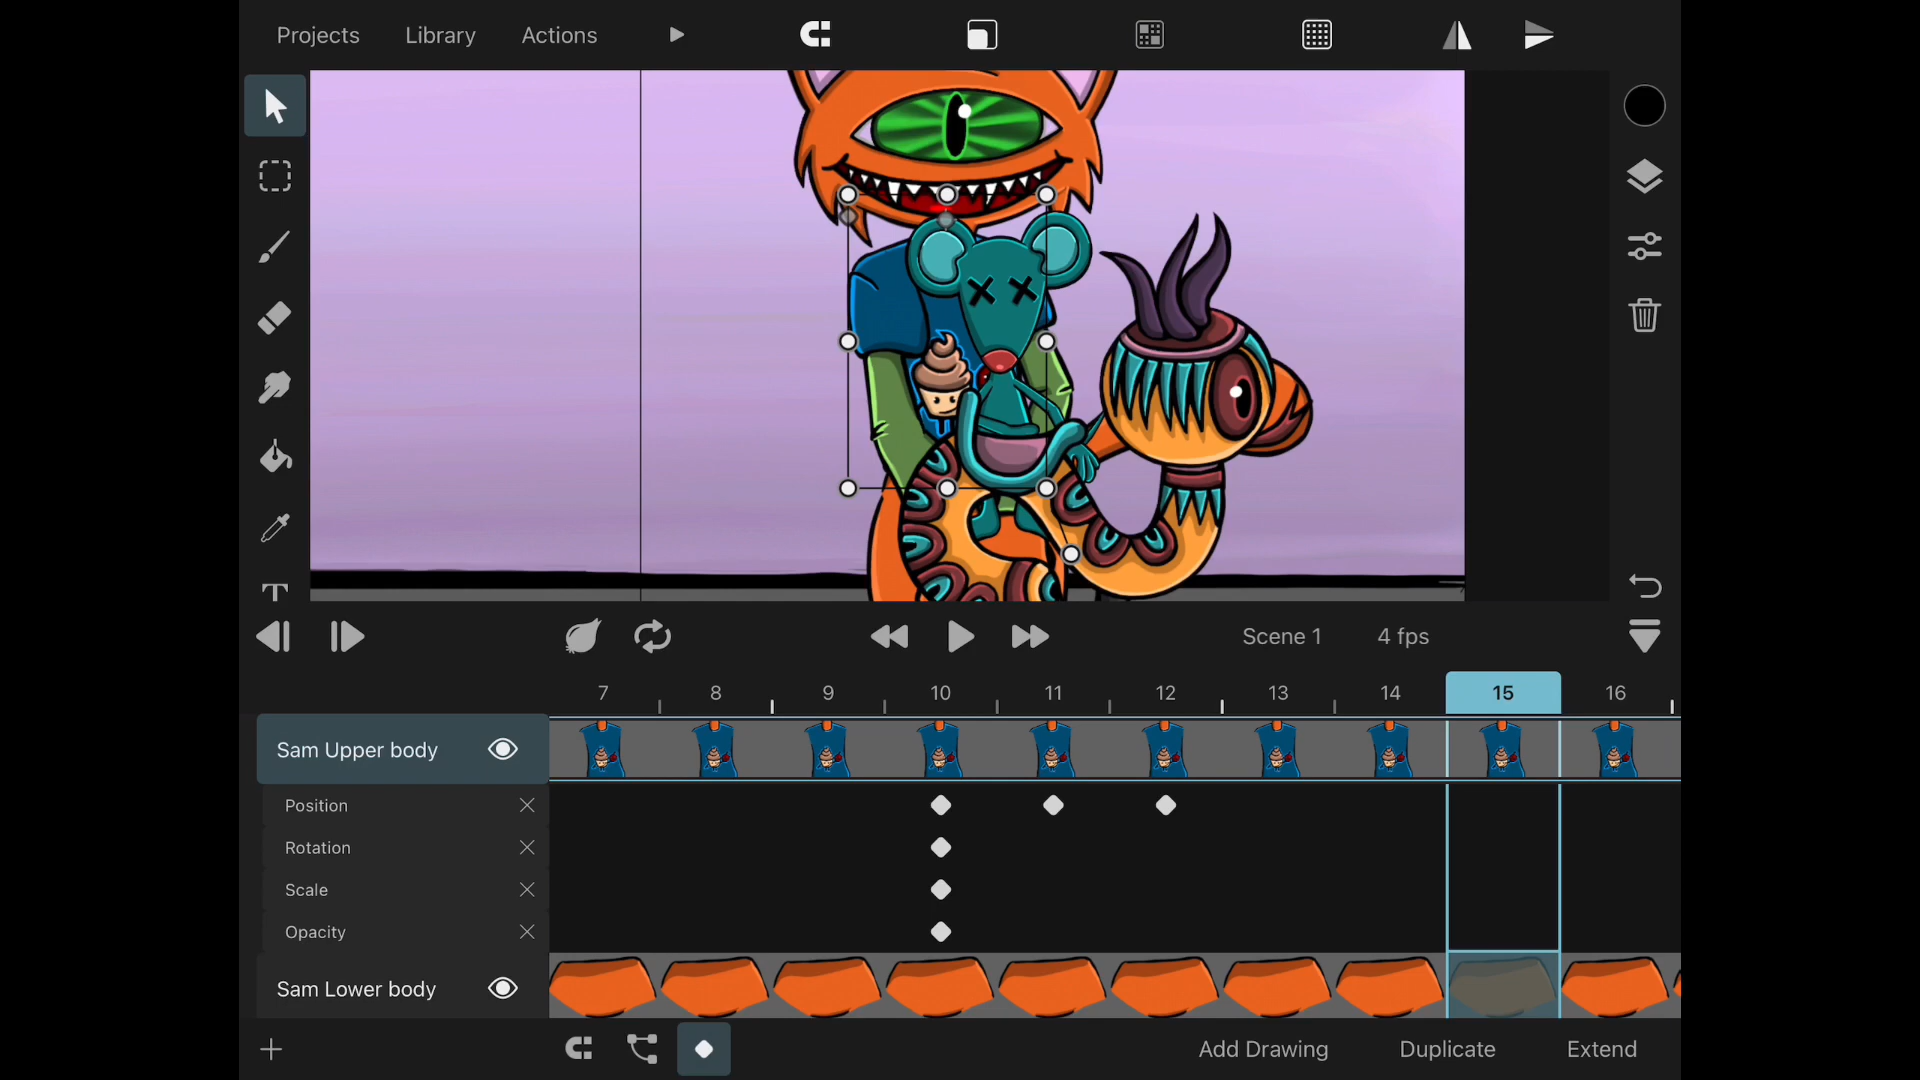 Projects Library Actions
T
Scene 1 4 fps
7 8 9 10 11 12 13 14 15 16
Sam Upper body
Position
Rotation
Scale
Opacity
Sam Lower body
Add Drawing Duplicate Extend